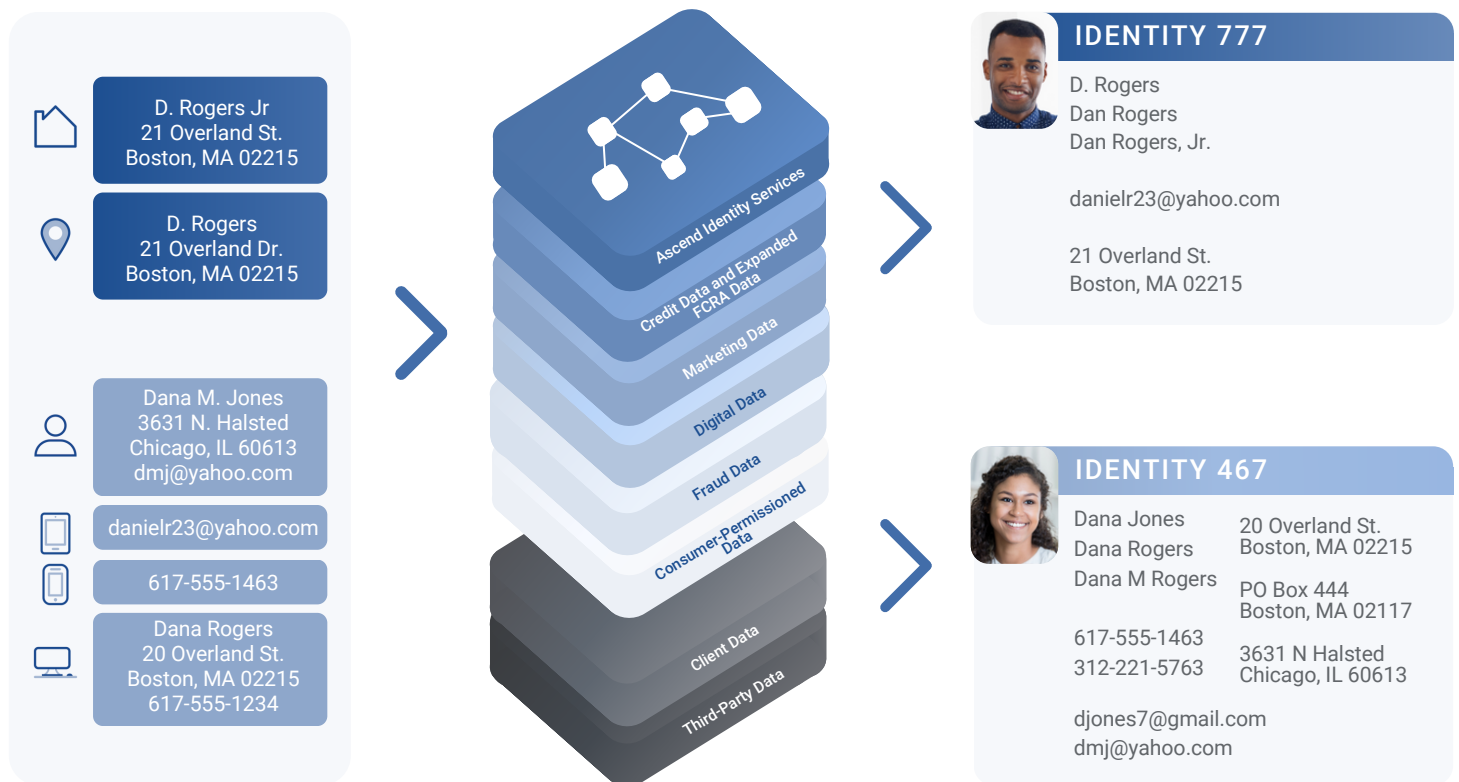 D. Rogers Jr
21 Overland St.
Boston, MA 02215
D. Rogers
21 Overland Dr.
Boston, MA 02215
Dana M. Jones
3631 N. Halsted
Chicago, IL 60613
dmj@yahoo.com
danielr23@yahoo.com
617-555-1463
Dana Rogers
20 Overland St.
Boston, MA 02215
617-555-1234
Ascend Identity Services
Credit Data and Expanded
FCRA Data
Marketing Data
Digital Data
Fraud Data
Consumer-Permissioned
Data
Client Data
Third-Party Data
IDENTITY 777
D. Rogers
Dan Rogers
Dan Rogers, Jr.
danielr23@yahoo.com
21 Overland St.
Boston, MA 02215
IDENTITY 467
Dana Jones
Dana Rogers
Dana M Rogers
617-555-1463
312-221-5763
20 Overland St.
Boston, MA 02215
PO Box 444
Boston, MA 02117
3631 N Halsted
Chicago, IL 60613
djones7@gmail.com
dmj@yahoo.com